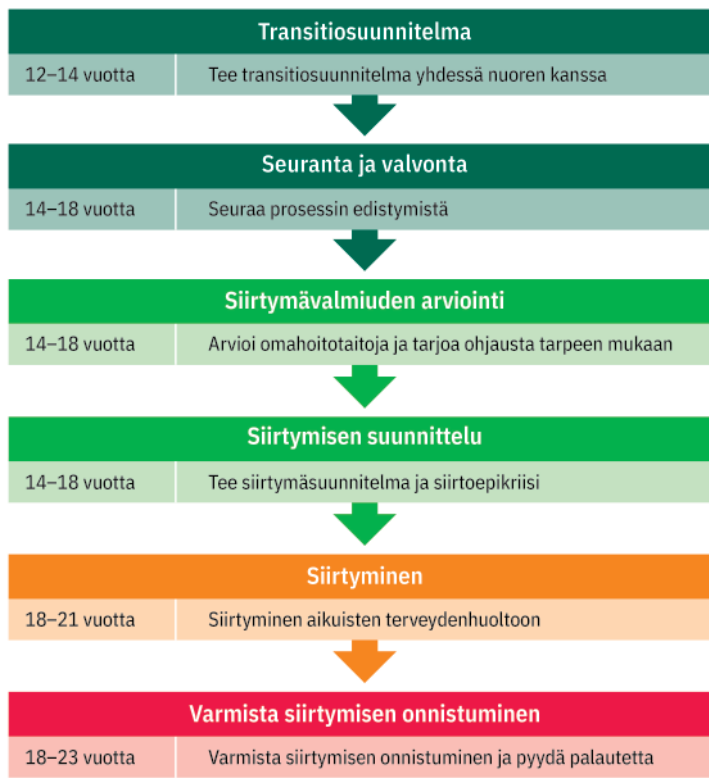 Transitiosuunnitelma
12–14 vuotta Tee transitiosuunnitelma yhdessä nuoren kanssa
Seuranta ja valvonta
14–18 vuotta Seuraa prosessin edistymistä
Siirtymävalmiuden arviointi
14–18 vuotta Arvioi omahoitotaitoja ja tarjoa ohjausta tarpeen mukaan
Siirtymisen suunnittelu
14–18 vuotta Tee siirtymäsuunnitelma ja siirtoepikriisi
Siirtyminen
18–21 vuotta Siirtyminen aikuisten terveydenhuoltoon
Varmista siirtymisen onnistuminen
18–23 vuotta Varmista siirtymisen onnistuminen ja pyydä palautetta